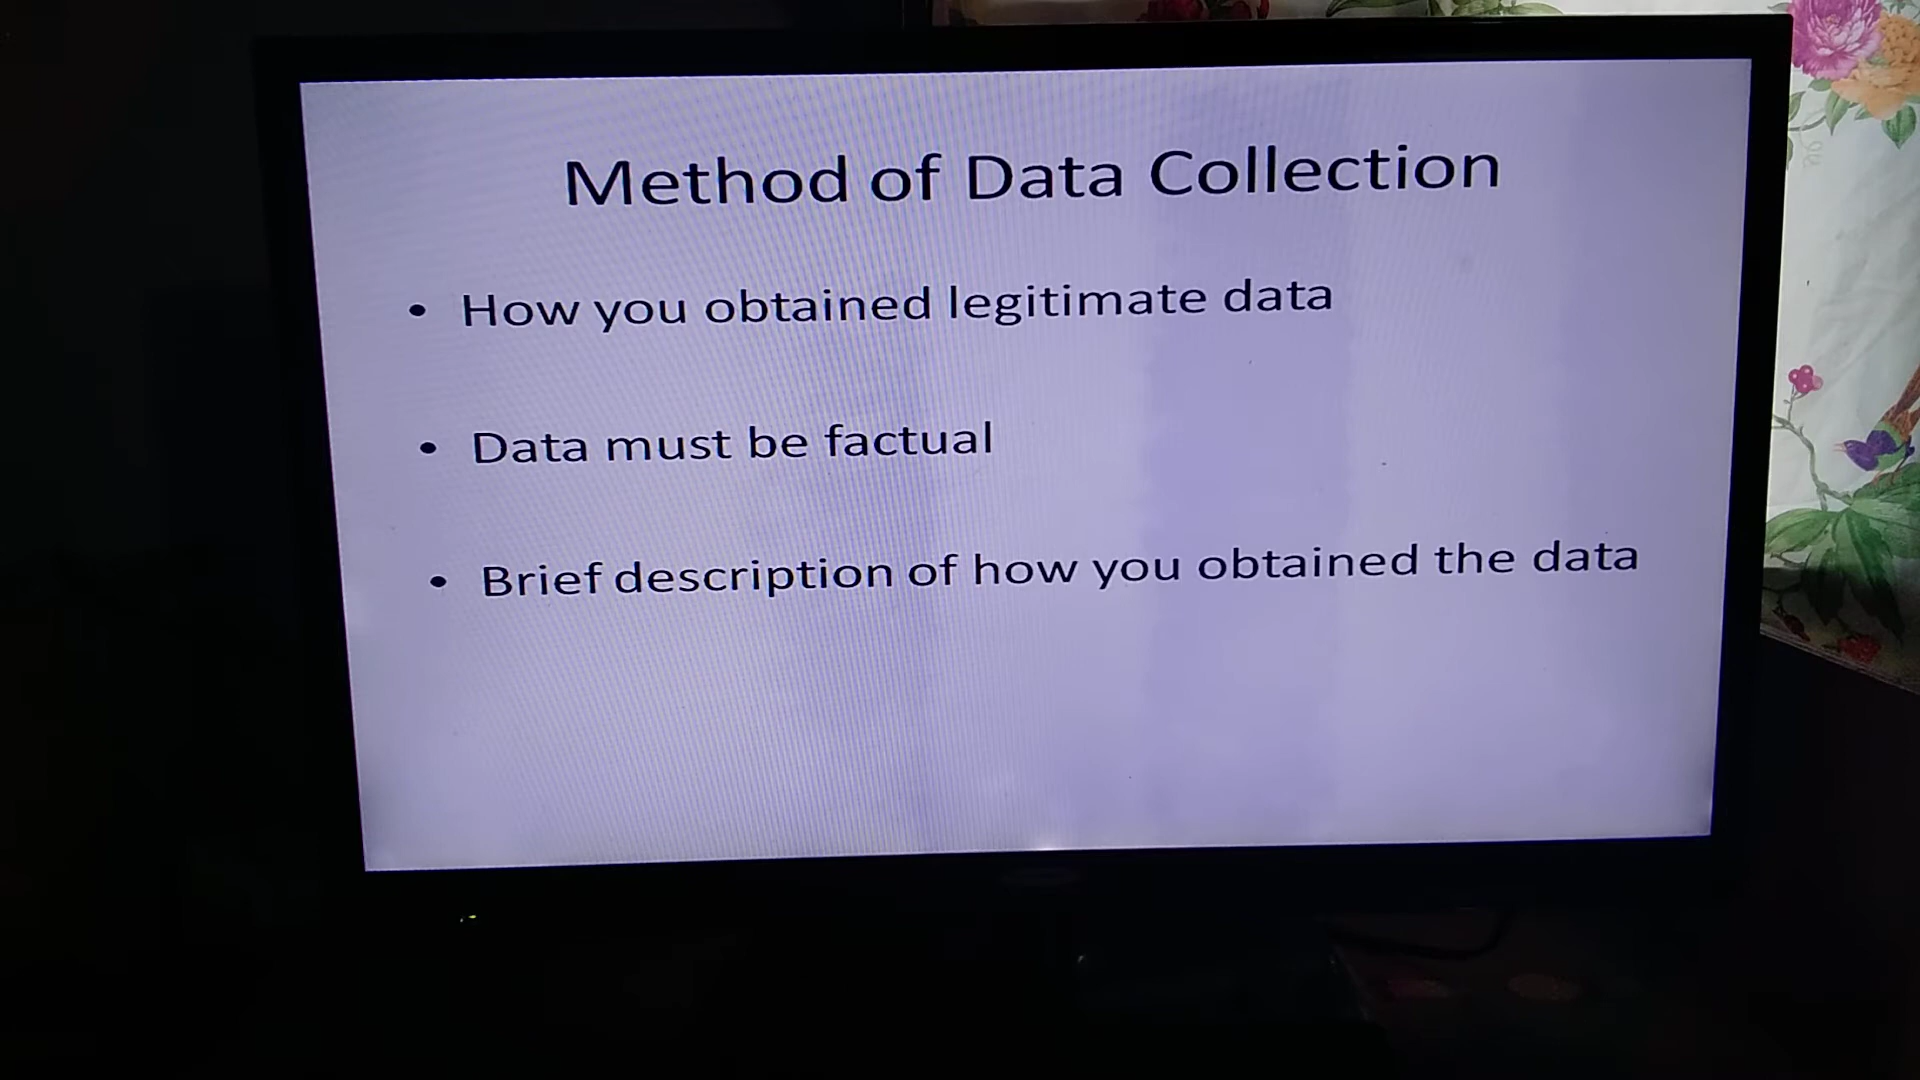 Method of Data Collection
• How you obtained legitimate data
• Data must be factual
• Brief description of how you obtained the data